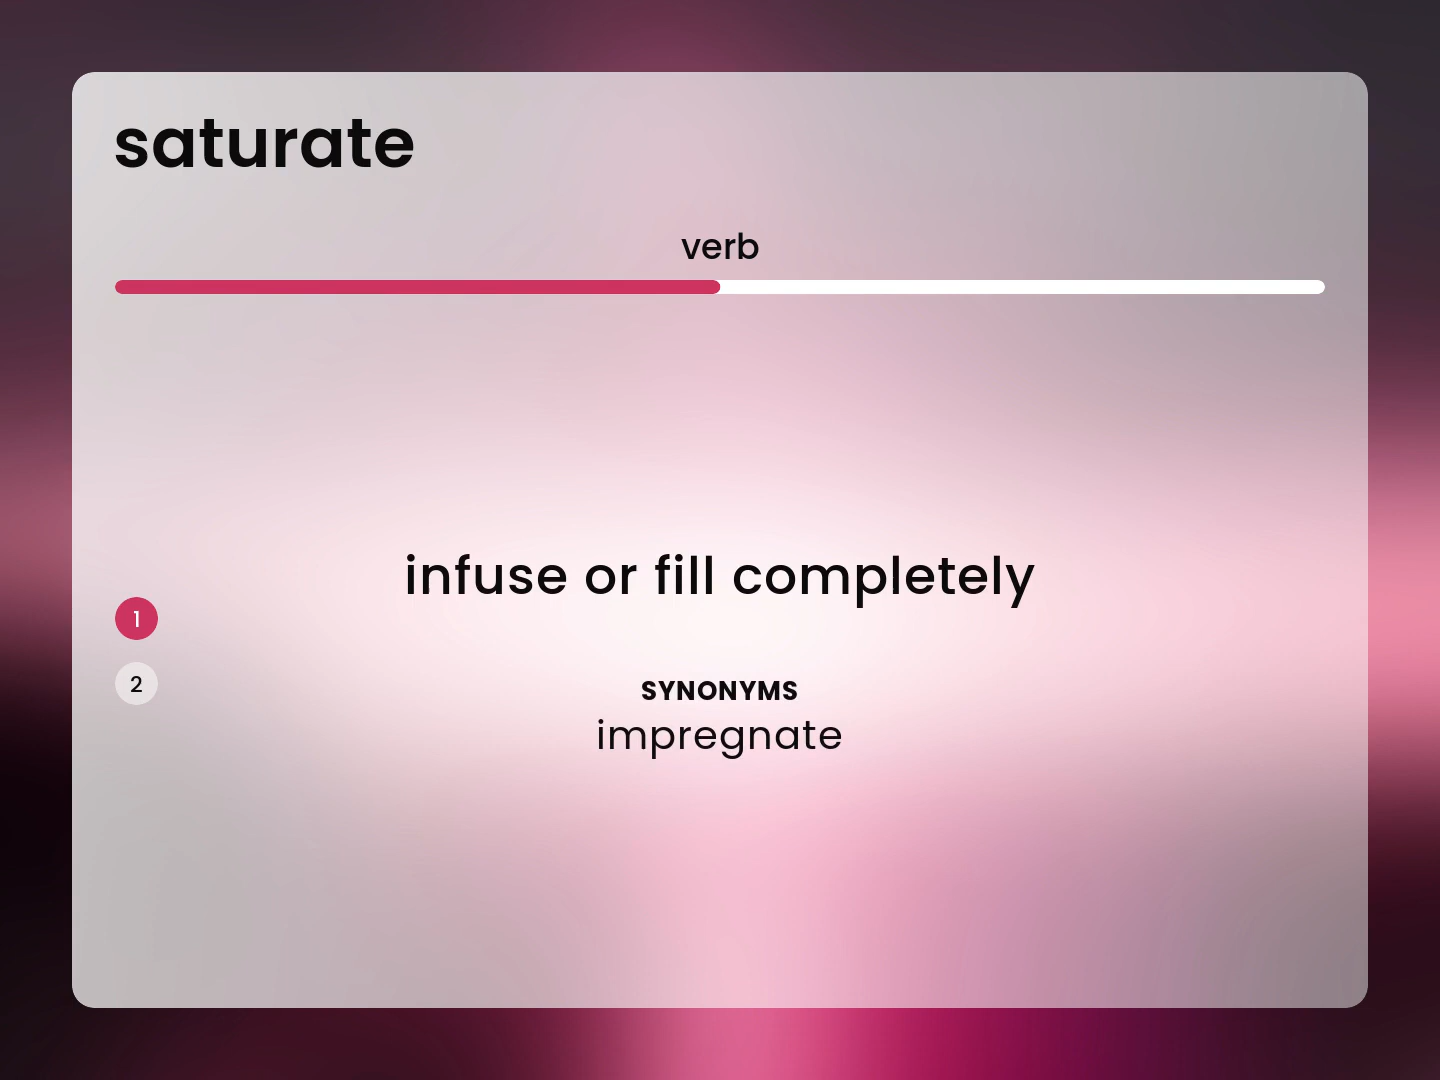 saturate
verb
infuse or fill completely
1
2
SYNONYMS
impregnate